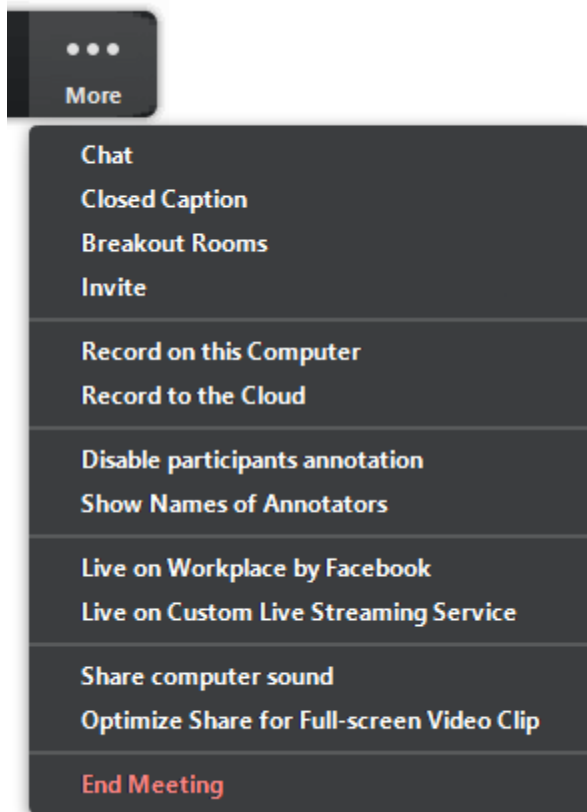 More
Chat
Closed Caption
Breakout Rooms
Invite
Record on this Computer
Record to the Cloud
Disable participants annotation
Show Names of Annotators
Live on Workplace by Facebook
Live on Custom Live Streaming Service
Share computer sound
Optimize Share for Full-screen Video Clip
End Meeting